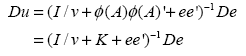 Du = (I / v + ϕ(A)ϕ(A)' + ee')⁻¹ De
= (I / v + K + ee')⁻¹ De